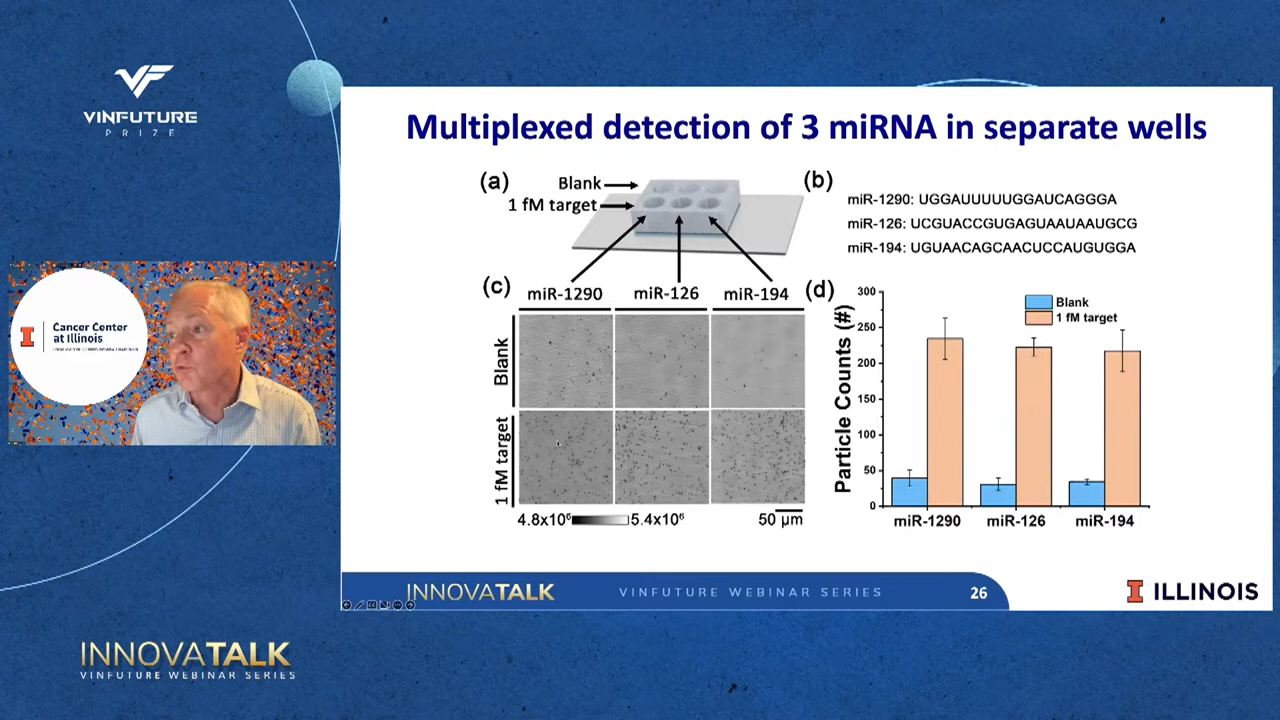 VINFUTURE
PRIZE
Multiplexed detection of 3 miRNA in separate wells
(a)
Blank
1 fM target
(b)
miR-1290: UGGAUUUUUGGAUCAGGGA
miR-126: UCGUACCGUGAGUAAUAAUGCG
miR-194: UGUAACAGCAACUCCAUGUGGA
(c)
miR-1290
miR-126
miR-194
Blank
1 fM target
4.8x10⁶
5.4x10⁶
50 µm
(d)
Particle Counts (#)
300
250
200
150
100
50
0
Blank
1 fM target
miR-1290
miR-126
miR-194
I
Cancer Center
at Illinois
INNOVATALK
VINFUTURE WEBINAR SERIES
26
I ILLINOIS
INNOVATALK
VINFUTURE WEBINAR SERIES